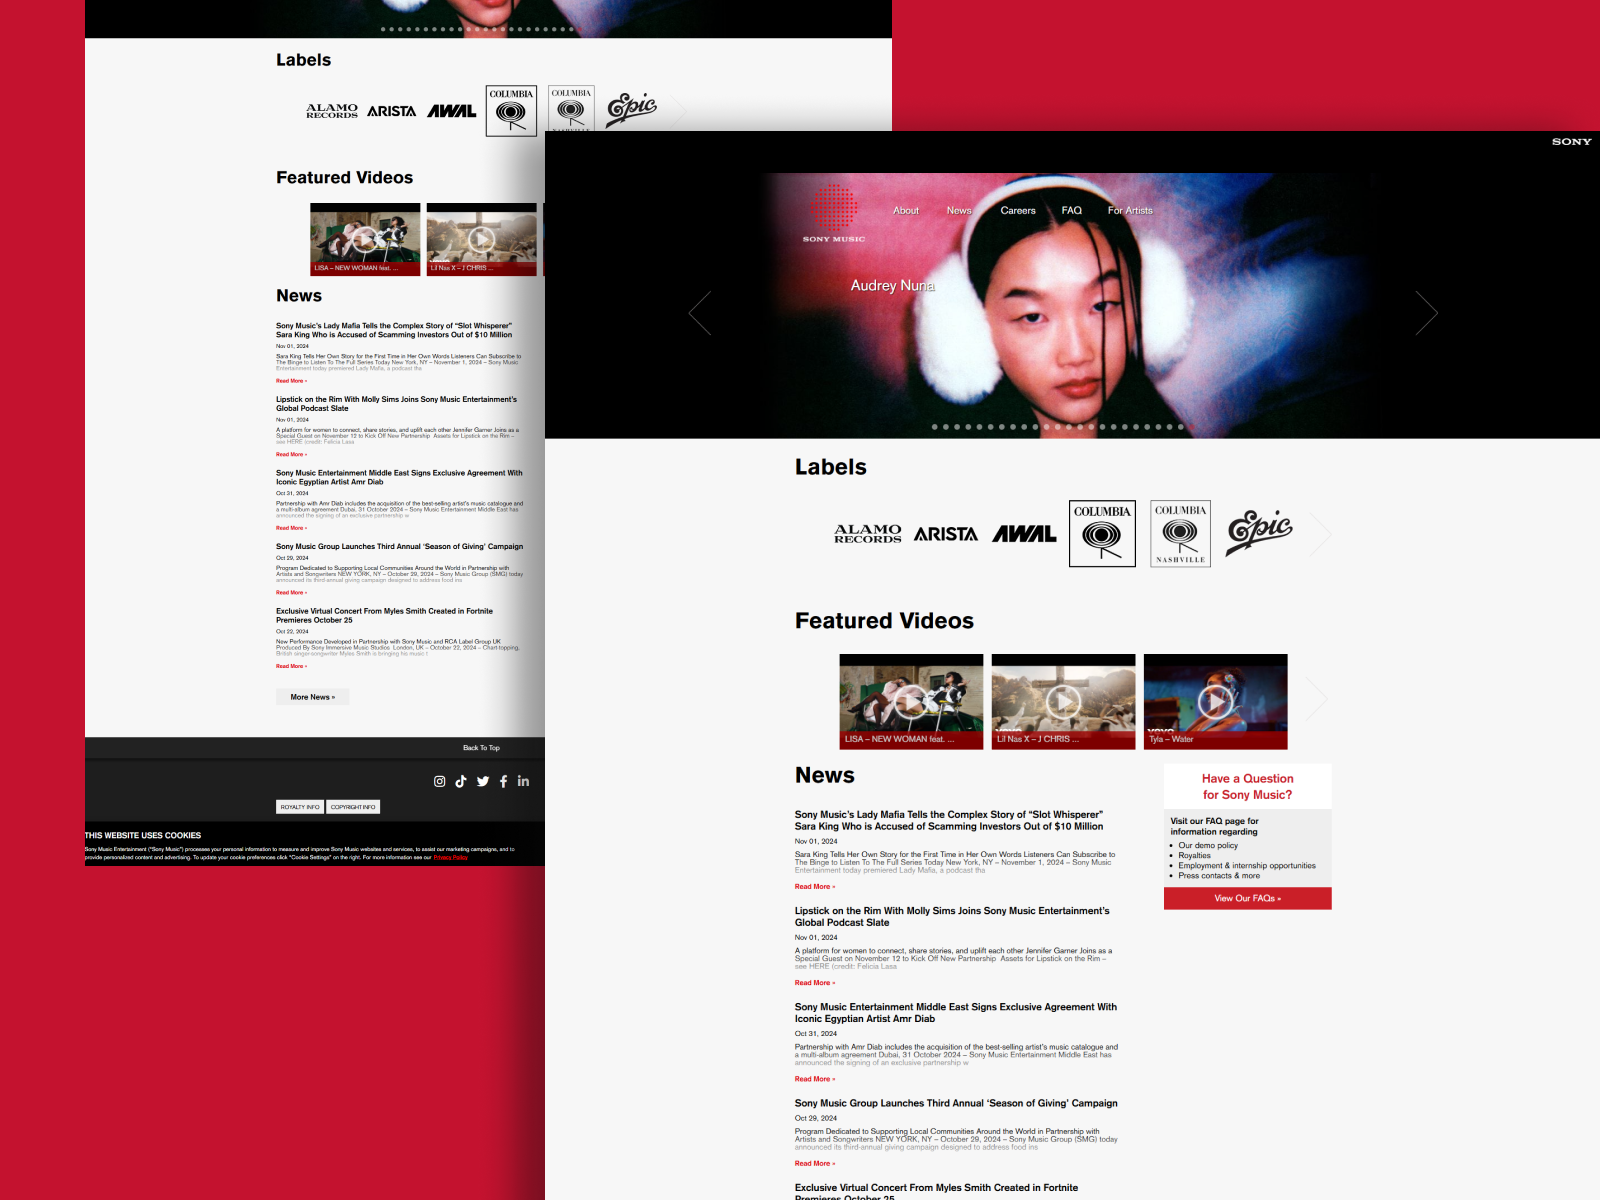 Labels
ALAMO
RECORDS
ARISTA
AWAL
COLUMBIA
COLUMBIA
NASHVILLE
Epic
Featured Videos
LISA – NEW WOMAN feat. ...
Lil Nas X – J CHRIS ...
News
Sony Music's Lady Mafia Tells the Complex Story of “Slot Whisperer”
Sara King Who is Accused of Scamming Investors Out of $10 Million
Nov 01, 2024
Sara King Tells Her Own Story for the First Time in Her Own Words Listeners Can Subscribe to
The Binge to Listen To The Full Series Today New York, NY – November 1, 2024 – Sony Music
Entertainment today premiered Lady Mafia, a podcast tha
Read More »
Lipstick on the Rim With Molly Sims Joins Sony Music Entertainment's
Global Podcast Slate
Nov 01, 2024
A platform for women to connect, share stories, and uplift each other Jennifer Garner Joins as a
Special Guest on November 12 to Kick Off New Partnership  Assets for Lipstick on the Rim –
see HERE (credit: Felicia Lasa
Read More »
Sony Music Entertainment Middle East Signs Exclusive Agreement With
Iconic Egyptian Artist Amr Diab
Oct 31, 2024
Partnership with Amr Diab includes the acquisition of the best-selling artist's music catalogue and
a multi-album agreement Dubai, 31 October 2024 – Sony Music Entertainment Middle East has
announced the signing of an exclusive partnership w
Read More »
Sony Music Group Launches Third Annual ‘Season of Giving’ Campaign
Oct 29, 2024
Program Dedicated to Supporting Local Communities Around the World in Partnership with
Artists and Songwriters NEW YORK, NY – October 29, 2024 – Sony Music Group (SMG) today
announced its third-annual giving campaign designed to address food ins
Read More »
Exclusive Virtual Concert From Myles Smith Created in Fortnite
Premieres October 25
Oct 22, 2024
New Performance Developed in Partnership with Sony Music and RCA Label Group UK
Produced By Sony Immersive Music Studios  London, UK – October 22, 2024 – Chart-topping,
British singer-songwriter Myles Smith is bringing his music t
Read More »
More News »
Back To Top
ROYALTY INFO
COPYRIGHT INFO
THIS WEBSITE USES COOKIES
Sony Music Entertainment (“Sony Music”) processes your personal information to measure and improve Sony Music websites and services, to assist our marketing campaigns, and to
provide personalized content and advertising. To update your cookie preferences click “Cookie Settings” on the right. For more information see our Privacy Policy
SONY
SONY MUSIC
About
News
Careers
FAQ
For Artists
Audrey Nuna
Labels
ALAMO
RECORDS
ARISTA
AWAL
COLUMBIA
COLUMBIA
NASHVILLE
Epic
Featured Videos
LISA – NEW WOMAN feat. ...
Lil Nas X – J CHRIS ...
Tyla – Water
News
Sony Music's Lady Mafia Tells the Complex Story of “Slot Whisperer”
Sara King Who is Accused of Scamming Investors Out of $10 Million
Nov 01, 2024
Sara King Tells Her Own Story for the First Time in Her Own Words Listeners Can Subscribe to
The Binge to Listen To The Full Series Today New York, NY – November 1, 2024 – Sony Music
Entertainment today premiered Lady Mafia, a podcast tha
Read More »
Lipstick on the Rim With Molly Sims Joins Sony Music Entertainment's
Global Podcast Slate
Nov 01, 2024
A platform for women to connect, share stories, and uplift each other Jennifer Garner Joins as a
Special Guest on November 12 to Kick Off New Partnership  Assets for Lipstick on the Rim –
see HERE (credit: Felicia Lasa
Read More »
Sony Music Entertainment Middle East Signs Exclusive Agreement With
Iconic Egyptian Artist Amr Diab
Oct 31, 2024
Partnership with Amr Diab includes the acquisition of the best-selling artist's music catalogue and
a multi-album agreement Dubai, 31 October 2024 – Sony Music Entertainment Middle East has
announced the signing of an exclusive partnership w
Read More »
Sony Music Group Launches Third Annual ‘Season of Giving’ Campaign
Oct 29, 2024
Program Dedicated to Supporting Local Communities Around the World in Partnership with
Artists and Songwriters NEW YORK, NY – October 29, 2024 – Sony Music Group (SMG) today
announced its third-annual giving campaign designed to address food ins
Read More »
Exclusive Virtual Concert From Myles Smith Created in Fortnite
Premieres October 25
Have a Question
for Sony Music?
Visit our FAQ page for
information regarding
• Our demo policy
• Royalties
• Employment & internship opportunities
• Press contacts & more
View Our FAQs »